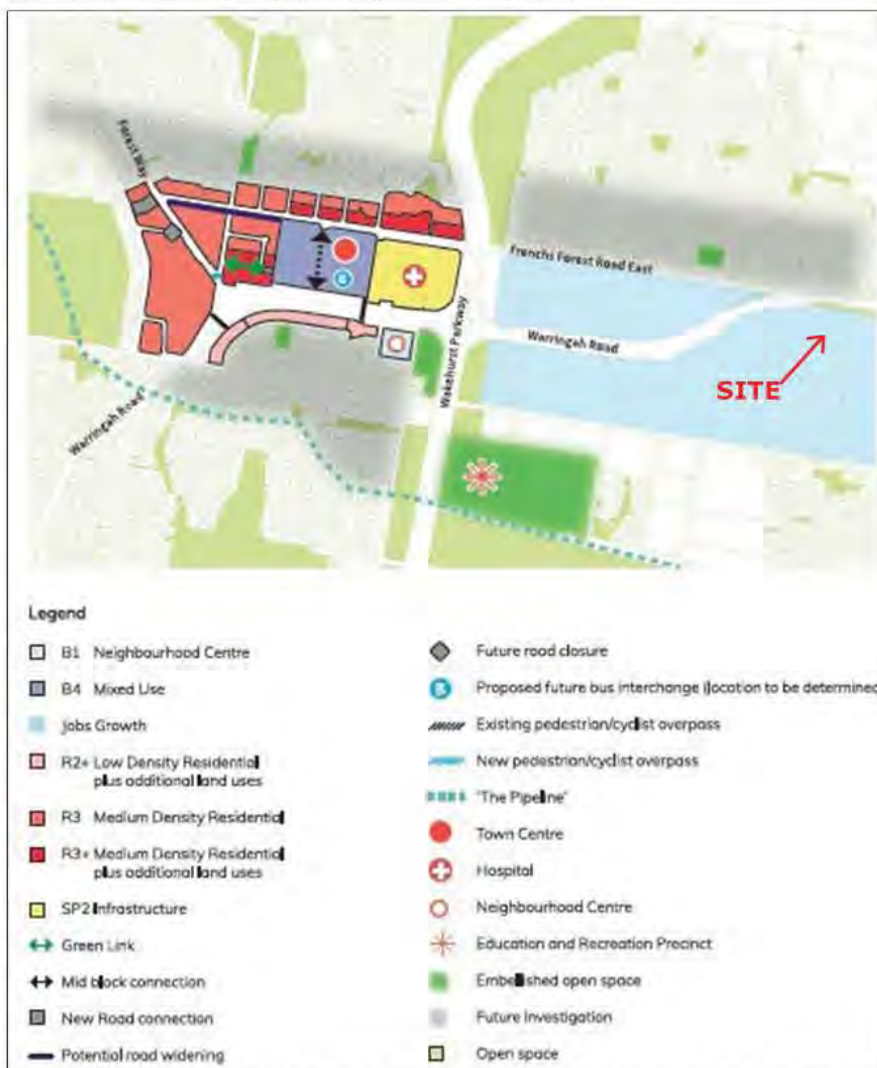 Forest Way
Frenchs Forest Road East
Wakehurst Parkway
Warringah Road
SITE
Warringah Road
B
Legend
B1 Neighbourhood Centre
B4 Mixed Use
Jobs Growth
R2+ Low Density Residential
plus additional land uses
R3 Medium Density Residential
R3+ Medium Density Residential
plus additional land uses
SP2 Infrastructure
Green Link
Mid block connection
New Road connection
Potential road widening
Future road closure
B Proposed future bus interchange (location to be determined
Existing pedestrian/cyclist overpass
New pedestrian/cyclist overpass
'The Pipeline'
Town Centre
Hospital
Neighbourhood Centre
Education and Recreation Precinct
Embellished open space
Future Investigation
Open space